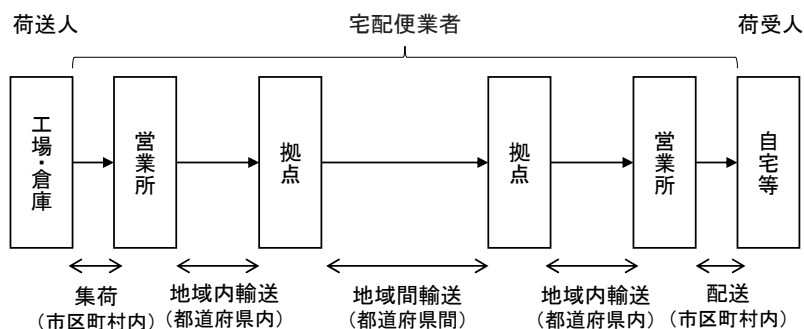 荷送人
宅配便業者
荷受人
工場・倉庫
営業所
拠点
拠点
営業所
自宅等
集荷
(市区町村内)
地域内輸送
(都道府県内)
地域間輸送
(都道府県間)
地域内輸送
(都道府県内)
配送
(市区町村内)